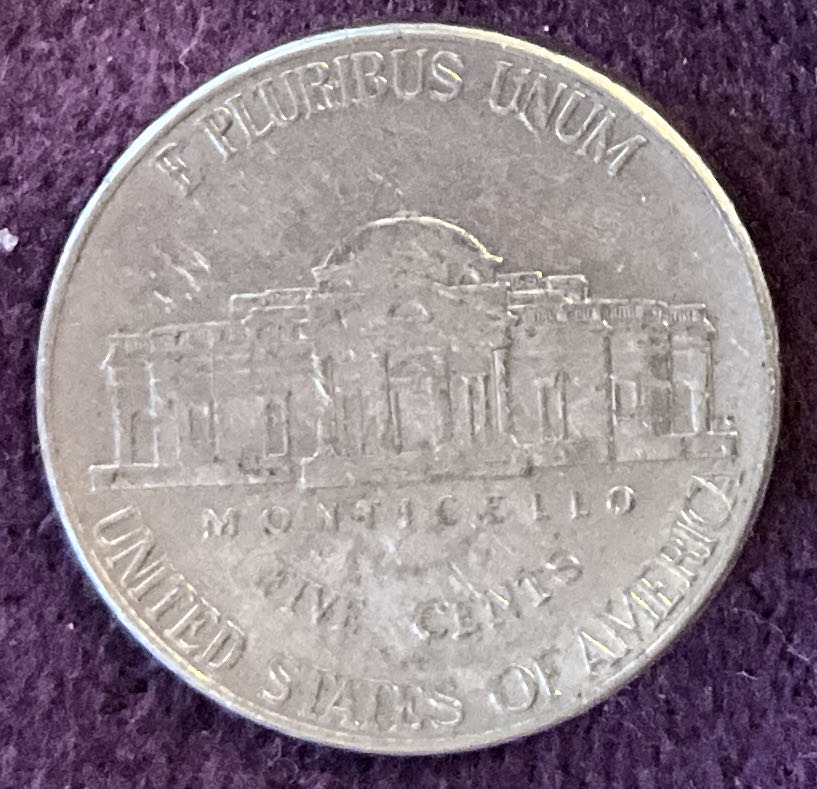 E PLURIBUS UNUM
MONTICELLO
FIVE CENTS
UNITED STATES OF AMERICA